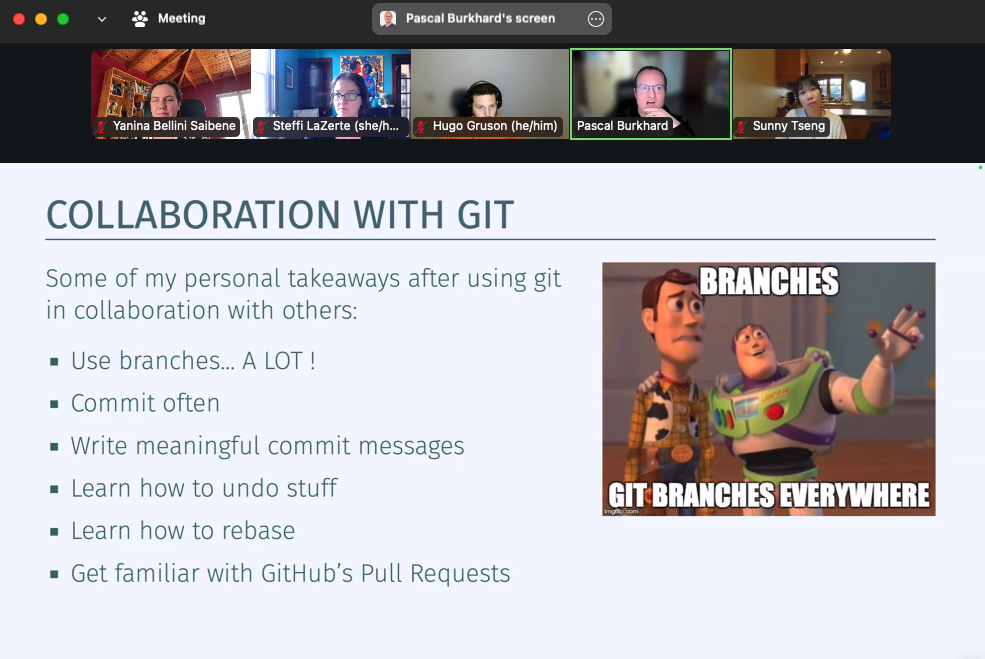 Meeting
Pascal Burkhard's screen
Yanina Bellini Saibene
Steffi LaZerte (she/h...
Hugo Gruson (he/him)
Pascal Burkhard
Sunny Tseng
COLLABORATION WITH GIT
Some of my personal takeaways after using git
in collaboration with others:
Use branches... A LOT !
Commit often
Write meaningful commit messages
Learn how to undo stuff
Learn how to rebase
Get familiar with GitHub's Pull Requests
BRANCHES
GIT BRANCHES EVERYWHERE
imgflip.com